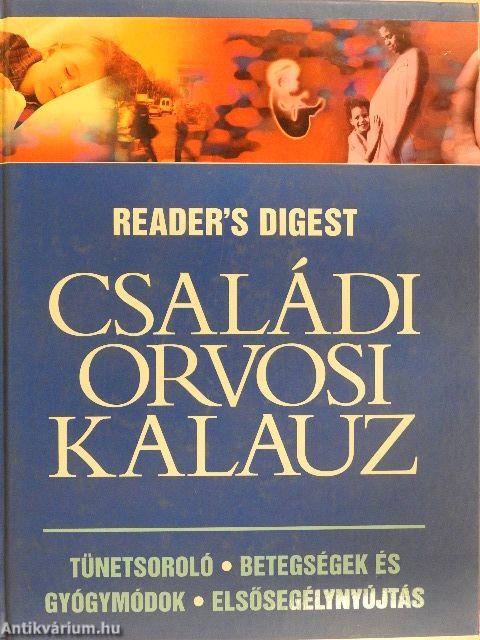 READER'S DIGEST
CSALÁDI
ORVOSI
KALAUZ
TÜNETSOROLÓ • BETEGSÉGEK ÉS
GYÓGYMÓDOK • ELSŐSEGÉLYNYÚJTÁS
Antikvárium.hu